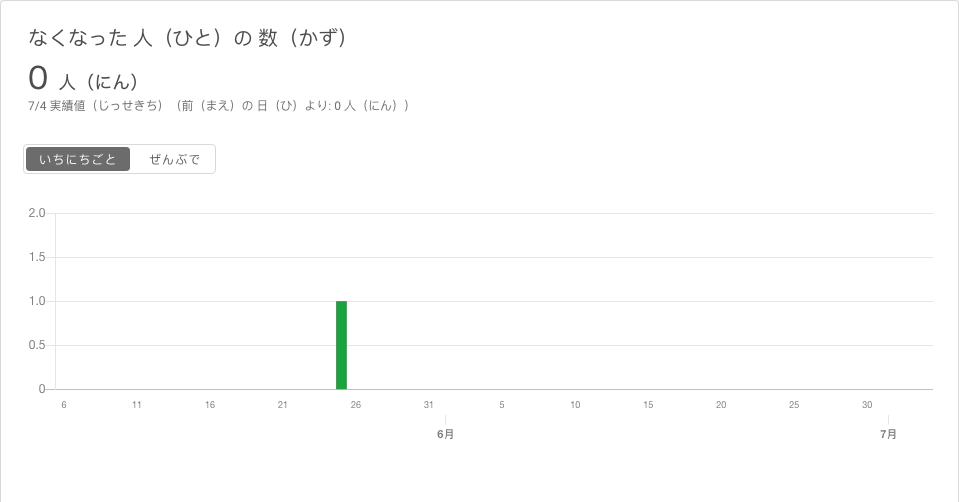 なくなった 人（ひと）の 数（かず）
0 人（にん）
7/4 実績値（じっせきち）（前（まえ）の 日（ひ）より: 0 人（にん））
いちにちごと ぜんぶで
2.0
1.5
1.0
0.5
0
6 11 16 21 26 31 5 10 15 20 25 30
6月 7月